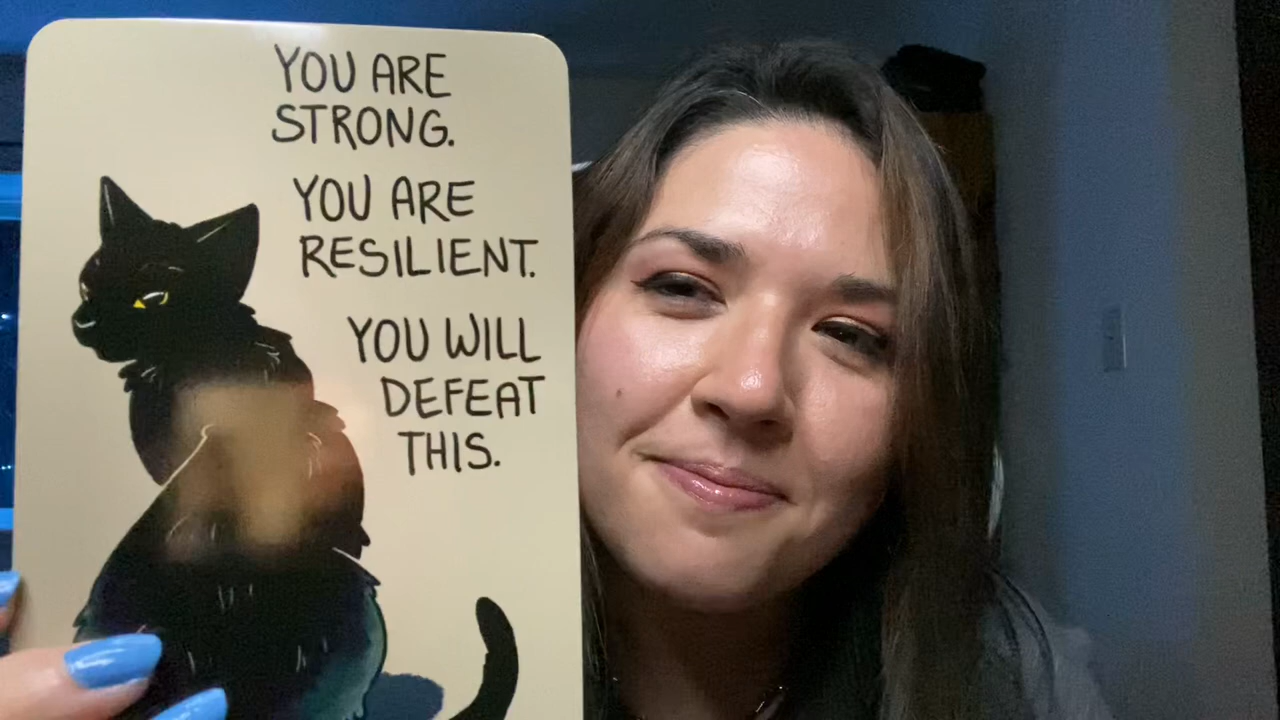 YOU ARE
STRONG.
YOU ARE
RESILIENT.
YOU WILL
DEFEAT
THIS.